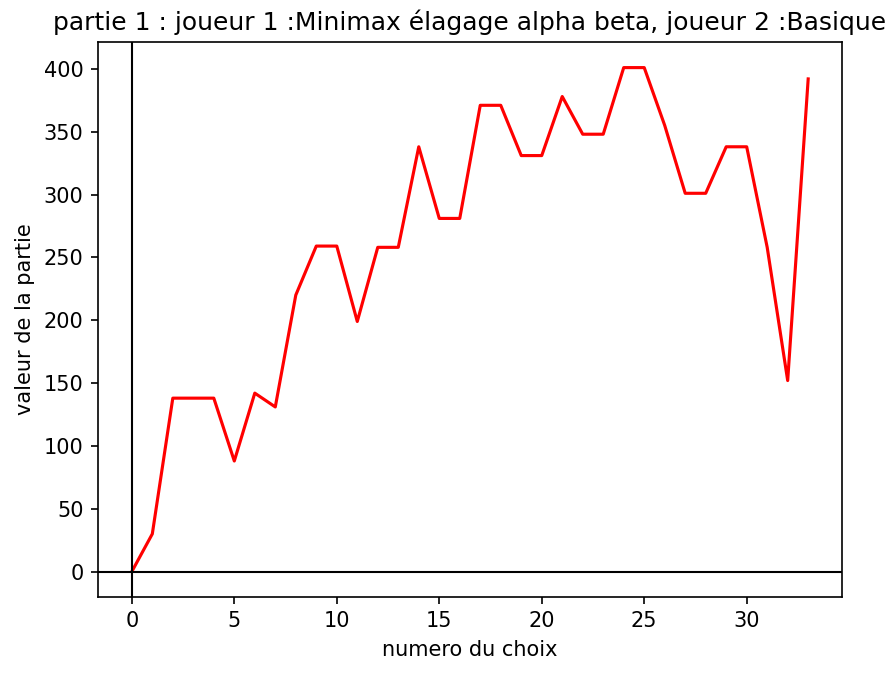 partie 1 : joueur 1 :Minimax élagage alpha beta, joueur 2 :Basique
400
350
300
250
200
150
100
50
0
valeur de la partie
0 5 10 15 20 25 30
numero du choix